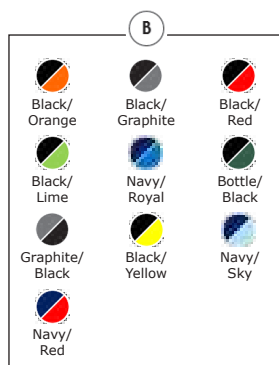 B
Black/
Orange
Black/
Graphite
Black/
Red
Black/
Lime
Navy/
Royal
Bottle/
Black
Graphite/
Black
Black/
Yellow
Navy/
Sky
Navy/
Red